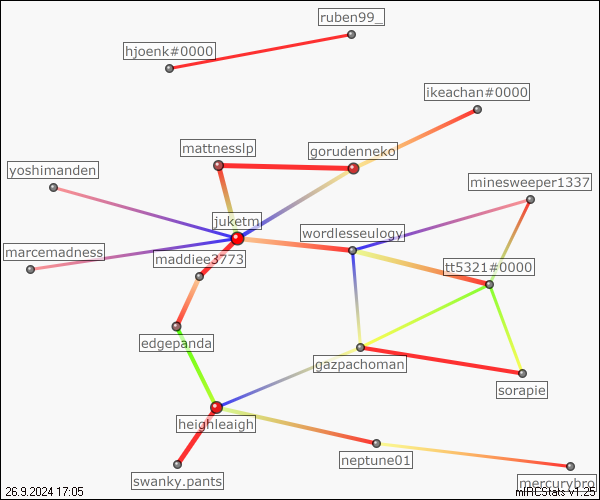 ruben99_
hjoenk#0000
ikeachan#0000
mattnesslp
gorudenneko
yoshimanden
minesweeper1337
juketm
wordlesseulogy
marcemadness
maddiee3773
tt5321#0000
edgepanda
gazpachoman
sorapie
heighleaigh
neptune01
swanky.pants
mercurybro
26.9.2024 17:05
mIRCStats v1.25